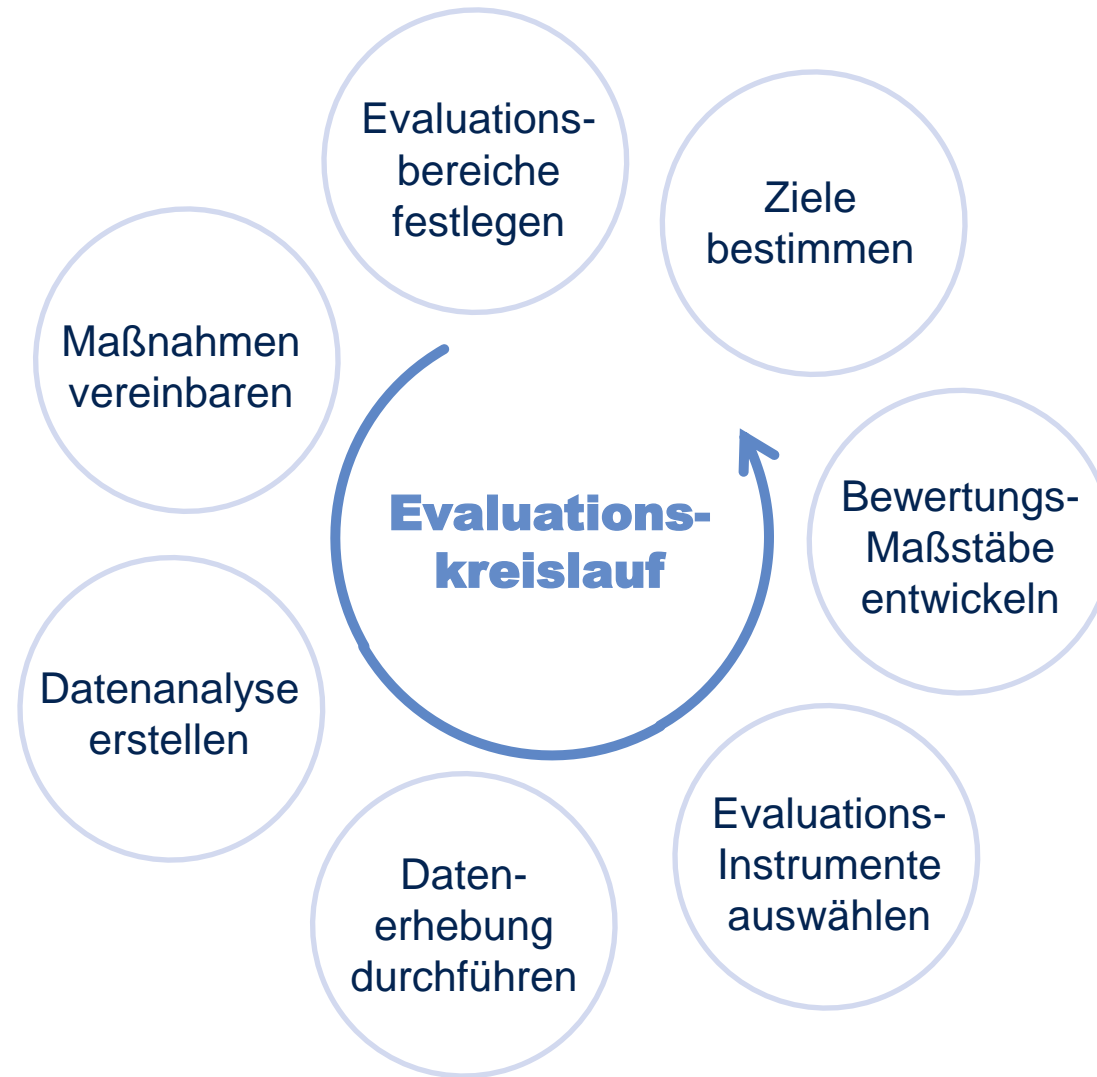 Evaluations-
bereiche
festlegen
Ziele
bestimmen
Bewertungs-
Maßstäbe
entwickeln
Evaluations-
Instrumente
auswählen
Daten-
erhebung
durchführen
Datenanalyse
erstellen
Maßnahmen
vereinbaren
Evaluations-
kreislauf